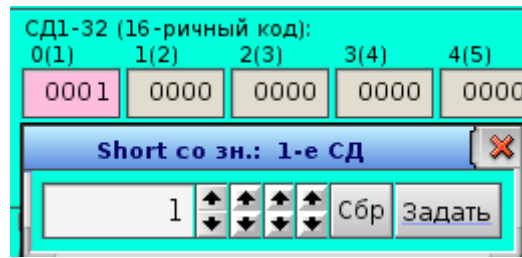 СД1-32 (16-ричный код):
0(1) 1(2) 2(3) 3(4) 4(5)
0001 0000 0000 0000 0000
Short со зн.: 1-е СД
1 Сбр Задать